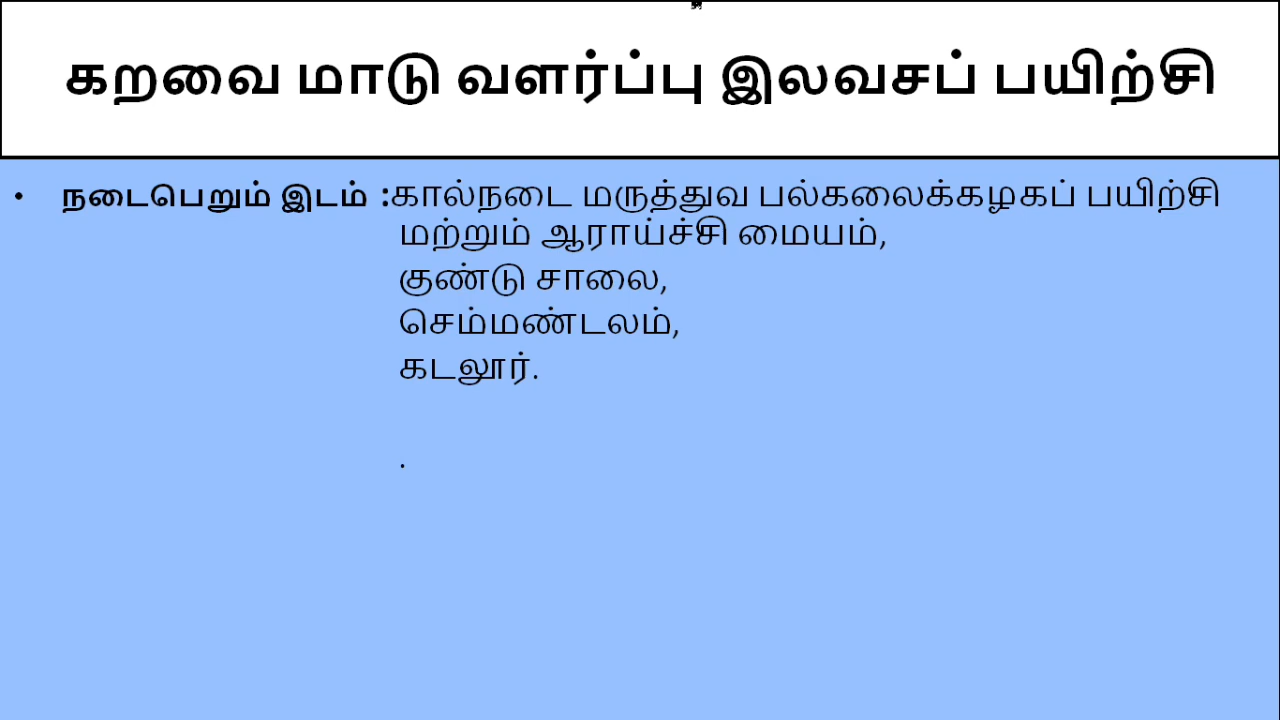 கறவை மாடு வளர்ப்பு இலவசப் பயிற்சி
• நடைபெறும் இடம் :கால்நடை மருத்துவ பல்கலைக்கழகப் பயிற்சி
மற்றும் ஆராய்ச்சி மையம்,
குண்டு சாலை,
செம்மண்டலம்,
கடலூர்.
.